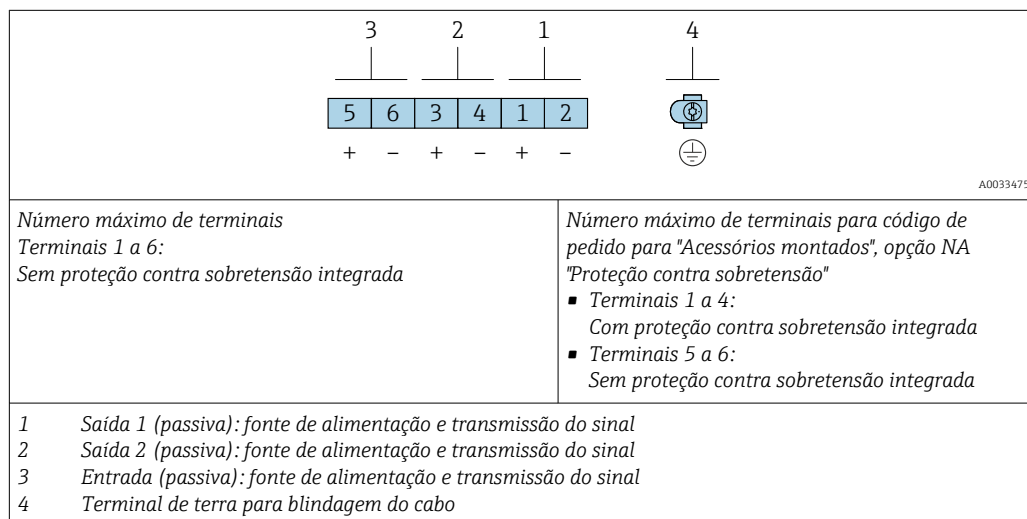 3 2 1 4
5 6 3 4 1 2
+ – + – + –
A0033475
Número máximo de terminais
Terminais 1 a 6:
Sem proteção contra sobretensão integrada
Número máximo de terminais para código de
pedido para "Acessórios montados", opção NA
"Proteção contra sobretensão"
▪ Terminais 1 a 4:
Com proteção contra sobretensão integrada
▪ Terminais 5 a 6:
Sem proteção contra sobretensão integrada
1 Saída 1 (passiva): fonte de alimentação e transmissão do sinal
2 Saída 2 (passiva): fonte de alimentação e transmissão do sinal
3 Entrada (passiva): fonte de alimentação e transmissão do sinal
4 Terminal de terra para blindagem do cabo